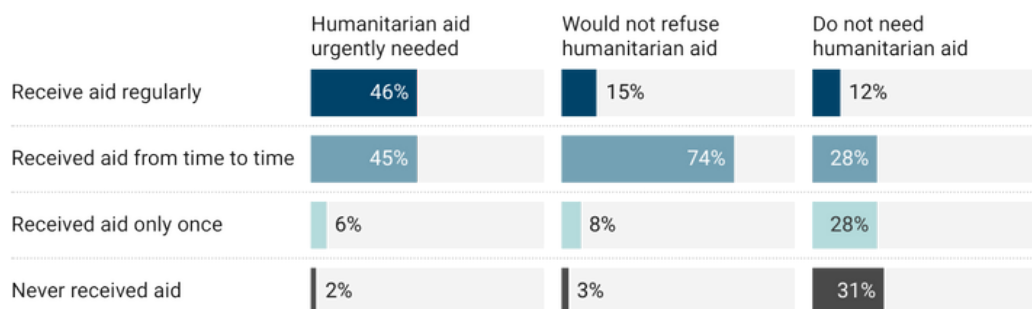 Humanitarian aid
urgently needed
Would not refuse
humanitarian aid
Do not need
humanitarian aid
Receive aid regularly
46%
15%
12%
Received aid from time to time
45%
74%
28%
Received aid only once
6%
8%
28%
Never received aid
2%
3%
31%